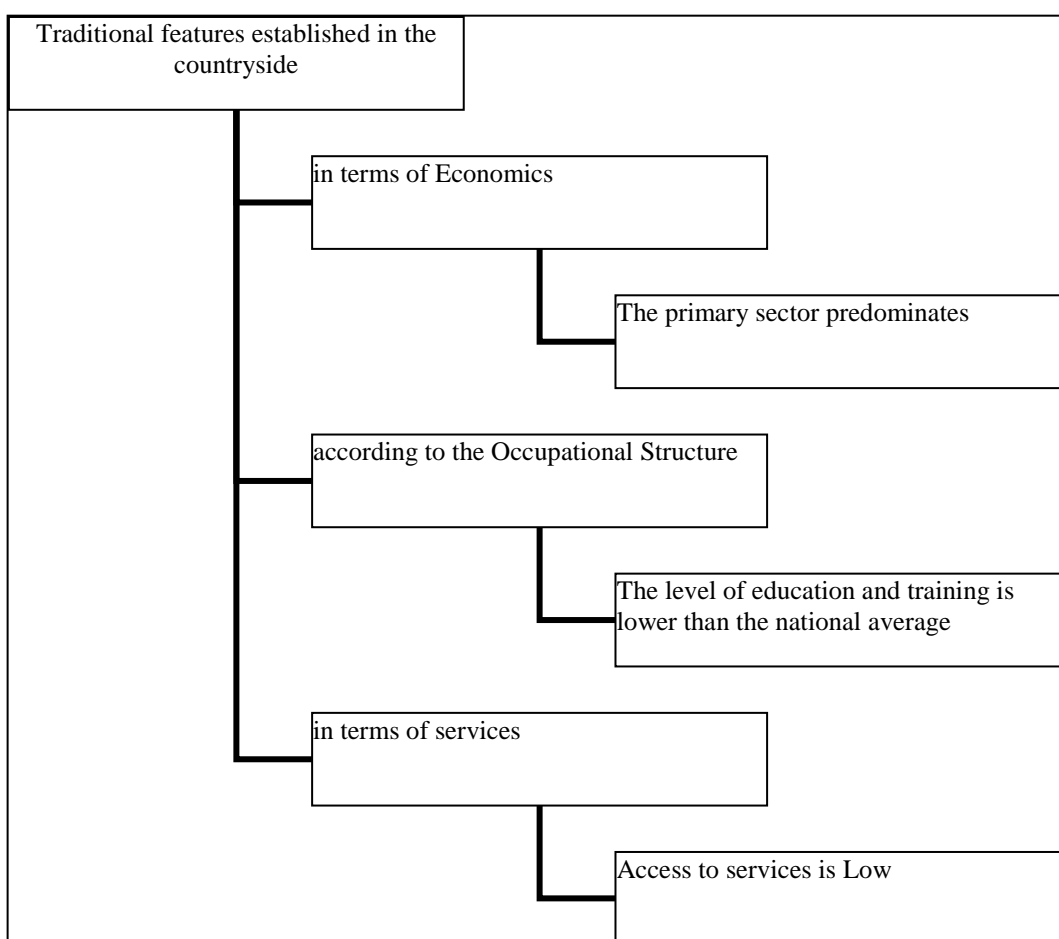 Traditional features established in the
countryside
in terms of Economics
The primary sector predominates
according to the Occupational Structure
The level of education and training is
lower than the national average
in terms of services
Access to services is Low